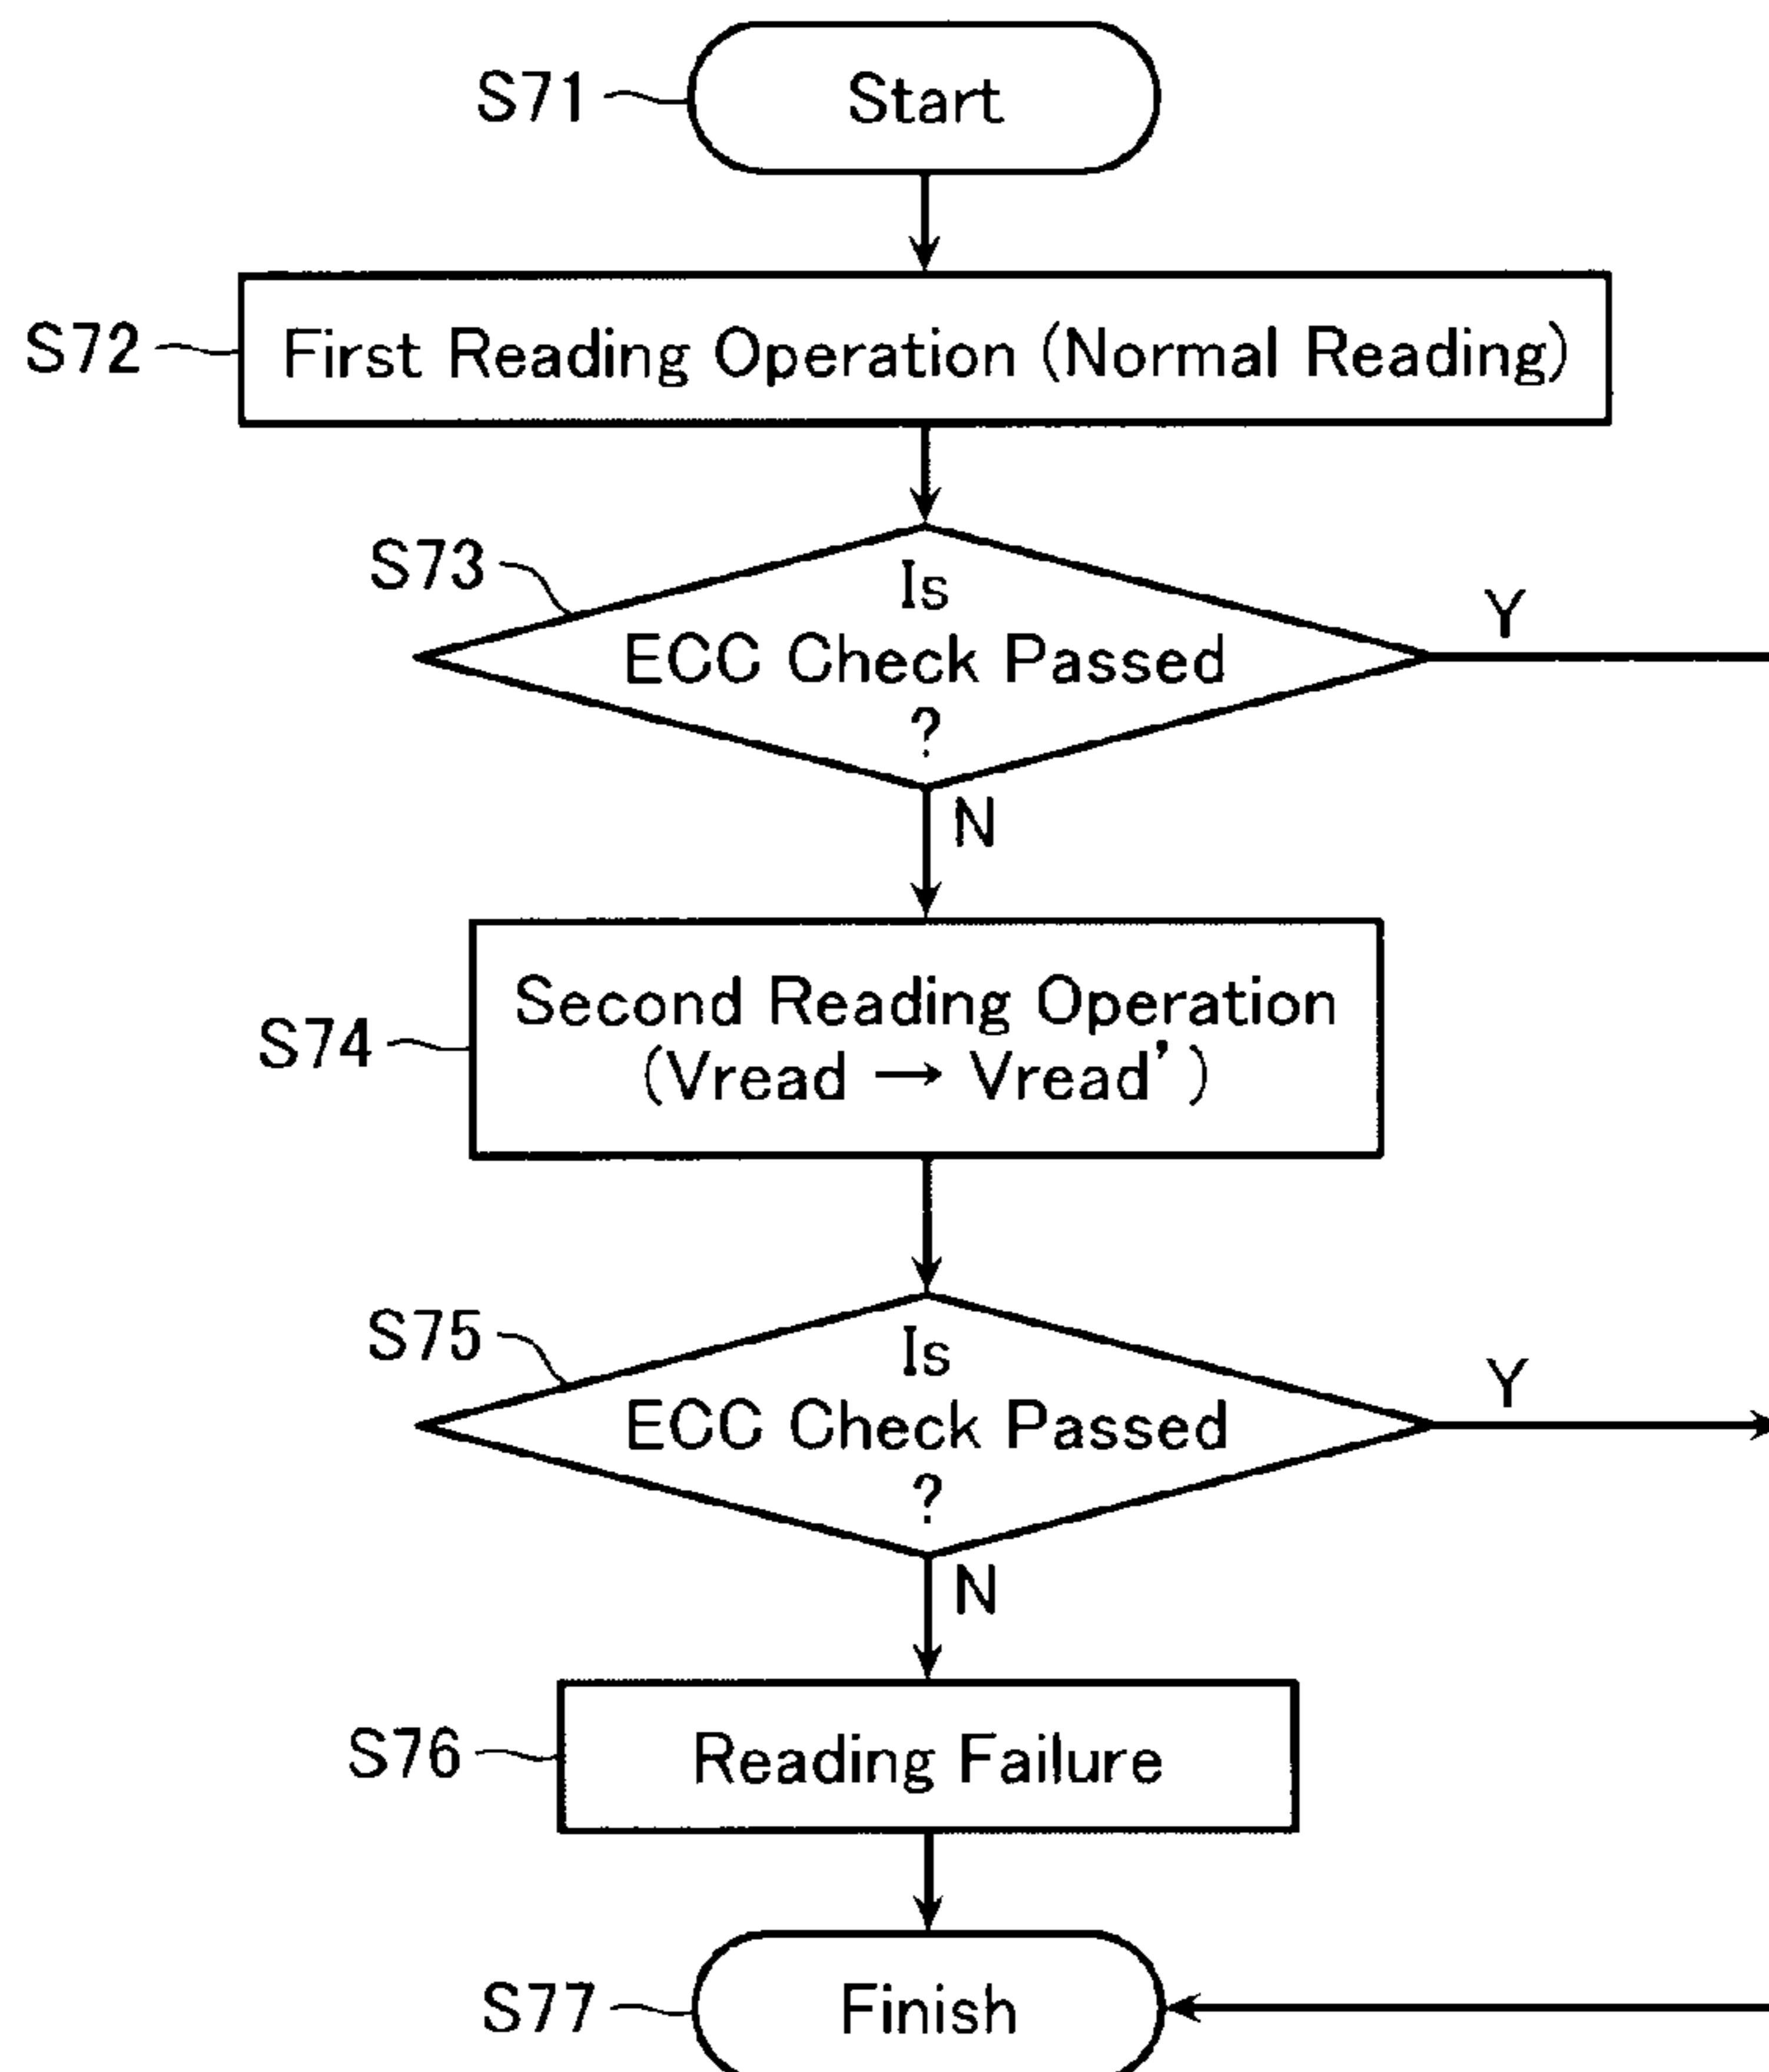 S71
Start
S72
First Reading Operation (Normal Reading)
S73
Is
ECC Check Passed
?
Y
N
S74
Second Reading Operation
(Vread → Vread')
S75
Is
ECC Check Passed
?
Y
N
S76
Reading Failure
S77
Finish